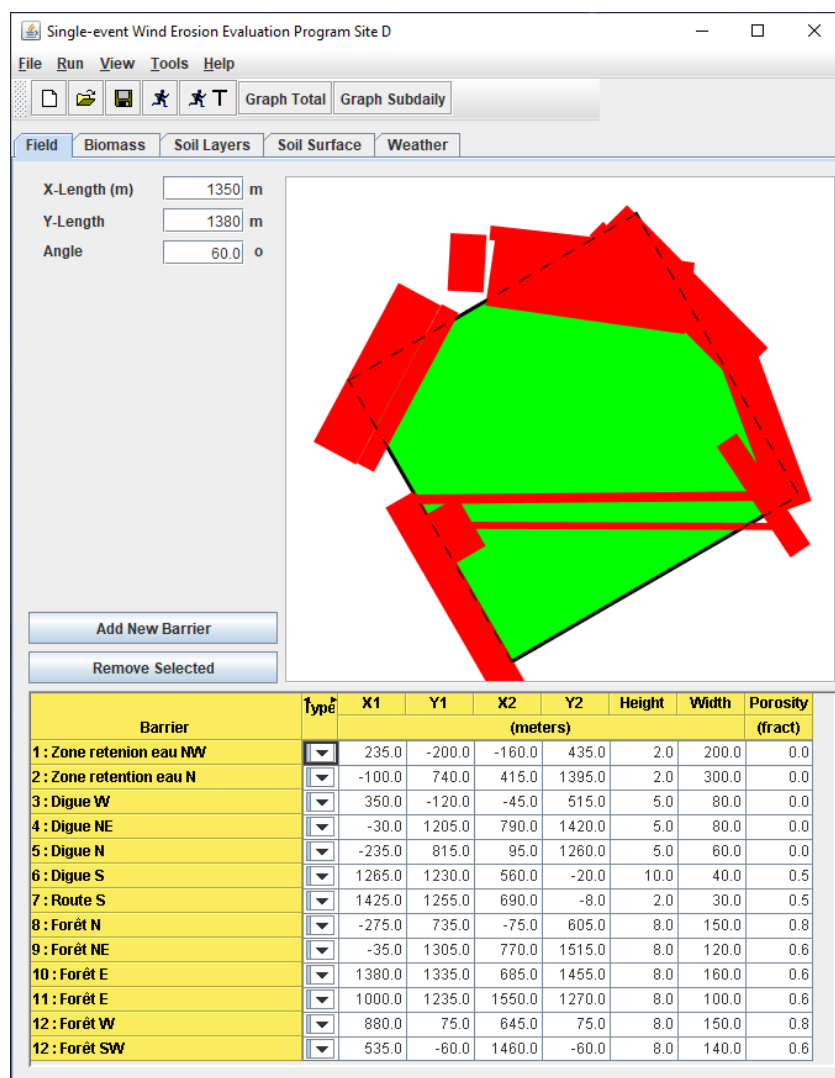 Single-event Wind Erosion Evaluation Program Site D
File Run View Tools Help
T Graph Total Graph Subdaily
Field Biomass Soil Layers Soil Surface Weather
X-Length (m) 1350 m
Y-Length 1380 m
Angle 60.0 o
Add New Barrier
Remove Selected
Barrier Type X1 Y1 X2 Y2 Height Width Porosity
(meters) (fract)
1 : Zone retenion eau NW 235.0 -200.0 -160.0 435.0 2.0 200.0 0.0
2 : Zone retention eau N -100.0 740.0 415.0 1395.0 2.0 300.0 0.0
3 : Digue W 350.0 -120.0 -45.0 515.0 5.0 80.0 0.0
4 : Digue NE -30.0 1205.0 790.0 1420.0 5.0 80.0 0.0
5 : Digue N -235.0 815.0 95.0 1260.0 5.0 60.0 0.0
6 : Digue S 1265.0 1230.0 560.0 -20.0 10.0 40.0 0.5
7 : Route S 1425.0 1255.0 690.0 -8.0 2.0 30.0 0.5
8 : Forêt N -275.0 735.0 -75.0 605.0 8.0 150.0 0.8
9 : Forêt NE -35.0 1305.0 770.0 1515.0 8.0 120.0 0.6
10 : Forêt E 1380.0 1335.0 685.0 1455.0 8.0 160.0 0.6
11 : Forêt E 1000.0 1235.0 1550.0 1270.0 8.0 100.0 0.6
12 : Forêt W 880.0 75.0 645.0 75.0 8.0 150.0 0.8
12 : Forêt SW 535.0 -60.0 1460.0 -60.0 8.0 140.0 0.6